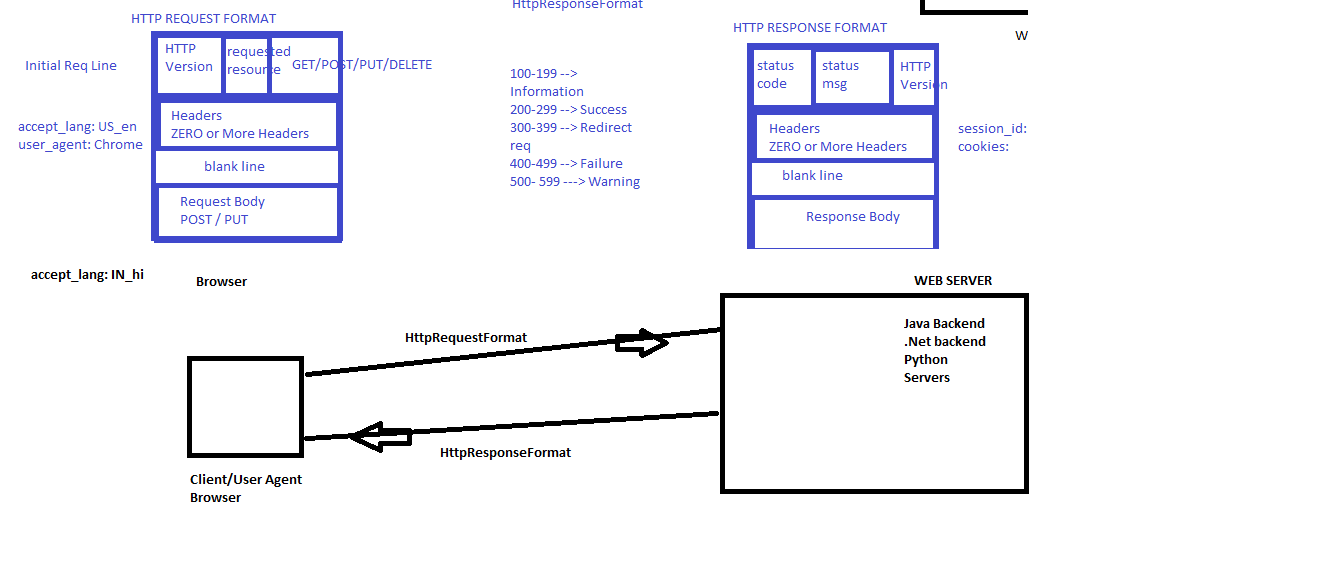 HttpResponseFormat
HTTP REQUEST FORMAT
HTTP
Version
requested
resource
GET/POST/PUT/DELETE
Initial Req Line
Headers
ZERO or More Headers
accept_lang: US_en
user_agent: Chrome
blank line
Request Body
POST / PUT
100-199 -->
Information
200-299 --> Success
300-399 --> Redirect
req
400-499 --> Failure
500- 599 ---> Warning
HTTP RESPONSE FORMAT
W
status
code
status
msg
HTTP
Version
Headers
ZERO or More Headers
session_id:
cookies:
blank line
Response Body
accept_lang: IN_hi
Browser
WEB SERVER
HttpRequestFormat
Java Backend
.Net backend
Python
Servers
HttpResponseFormat
Client/User Agent
Browser